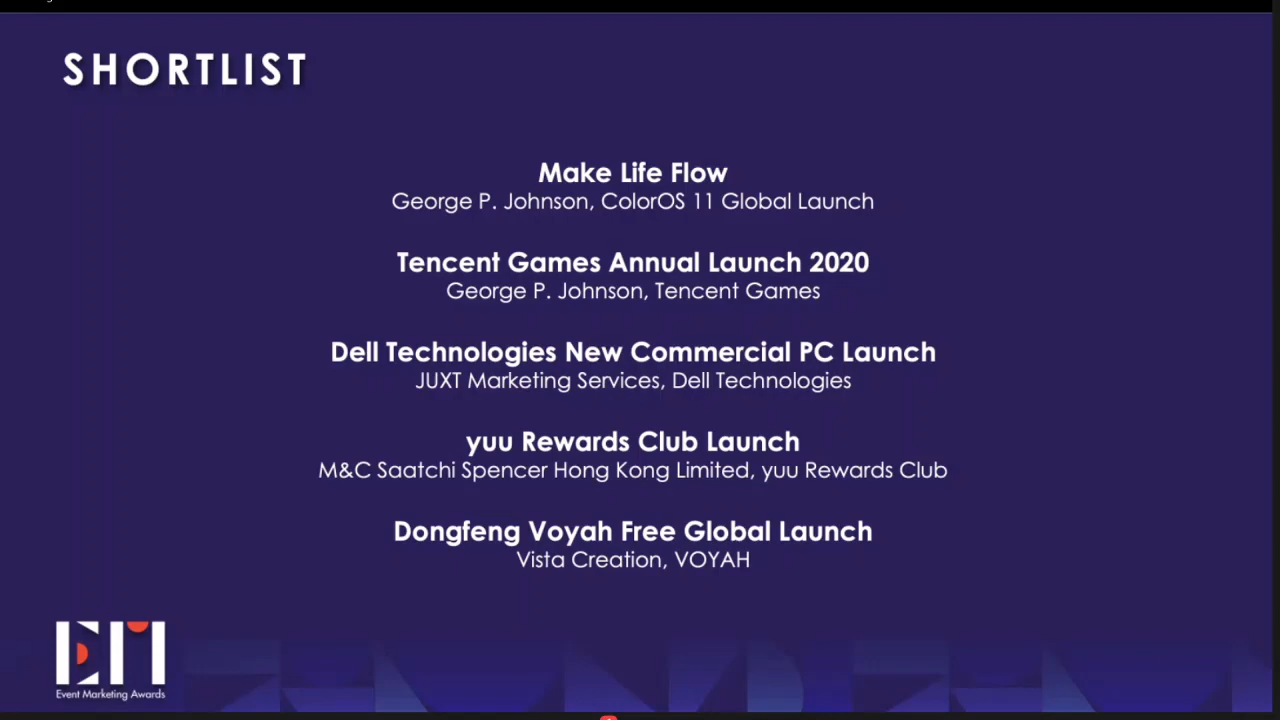 SHORTLIST
Make Life Flow
George P. Johnson, ColorOS 11 Global Launch
Tencent Games Annual Launch 2020
George P. Johnson, Tencent Games
Dell Technologies New Commercial PC Launch
JUXT Marketing Services, Dell Technologies
yuu Rewards Club Launch
M&C Saatchi Spencer Hong Kong Limited, yuu Rewards Club
Dongfeng Voyah Free Global Launch
Vista Creation, VOYAH
EM
Event Marketing Awards